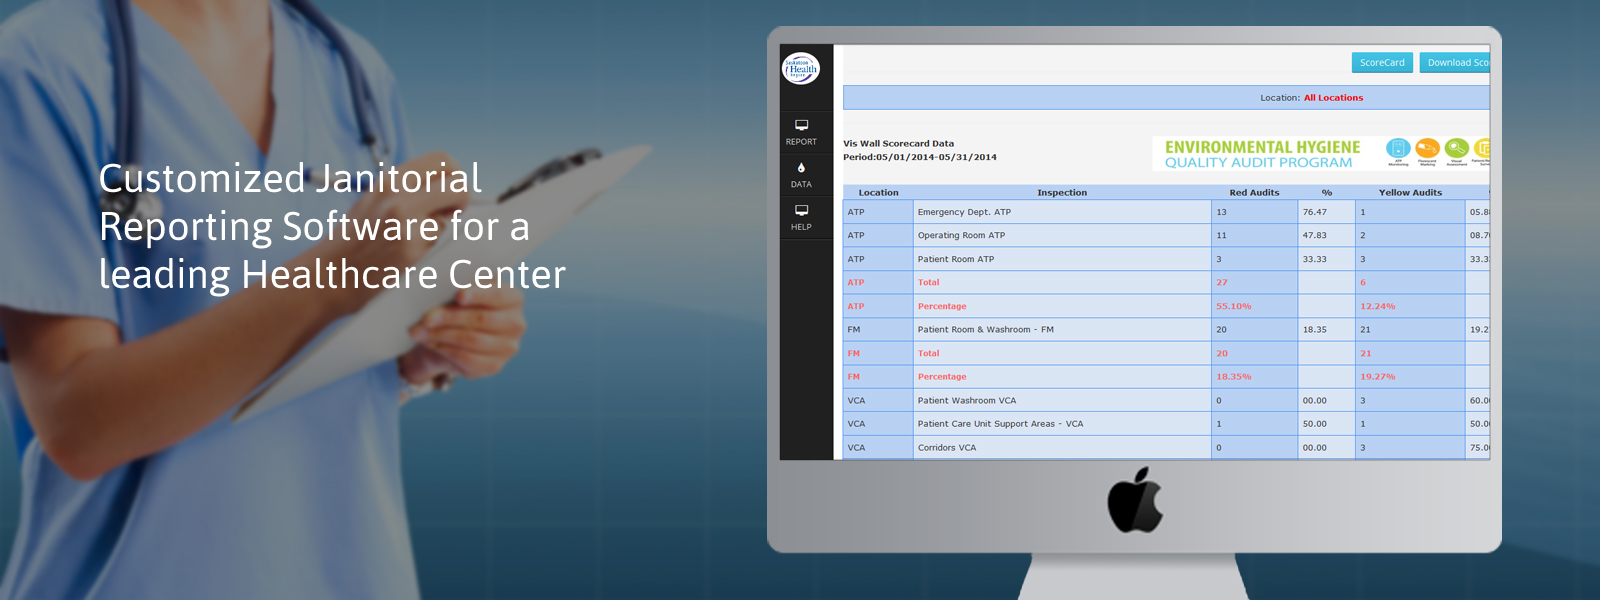 Customized Janitorial
Reporting Software for a
leading Healthcare Center
Saskatoon
Health
Region
REPORT
DATA
HELP
ScoreCard Download Sco
Location: All Locations
Vis Wall Scorecard Data
Period:05/01/2014-05/31/2014
ENVIRONMENTAL HYGIENE
QUALITY AUDIT PROGRAM
ATP Monitoring
Visual Assessment
Location Inspection Red Audits % Yellow Audits
ATP Emergency Dept. ATP 13 76.47 1 05.8
ATP Operating Room ATP 11 47.83 2 08.7
ATP Patient Room ATP 3 33.33 3 33.3
ATP Total 27 6
ATP Percentage 55.10% 12.24%
FM Patient Room & Washroom - FM 20 18.35 21 19.2
FM Total 20 21
FM Percentage 18.35% 19.27%
VCA Patient Washroom VCA 0 00.00 3 60.0
VCA Patient Care Unit Support Areas - VCA 1 50.00 1 50.0
VCA Corridors VCA 0 00.00 3 75.0